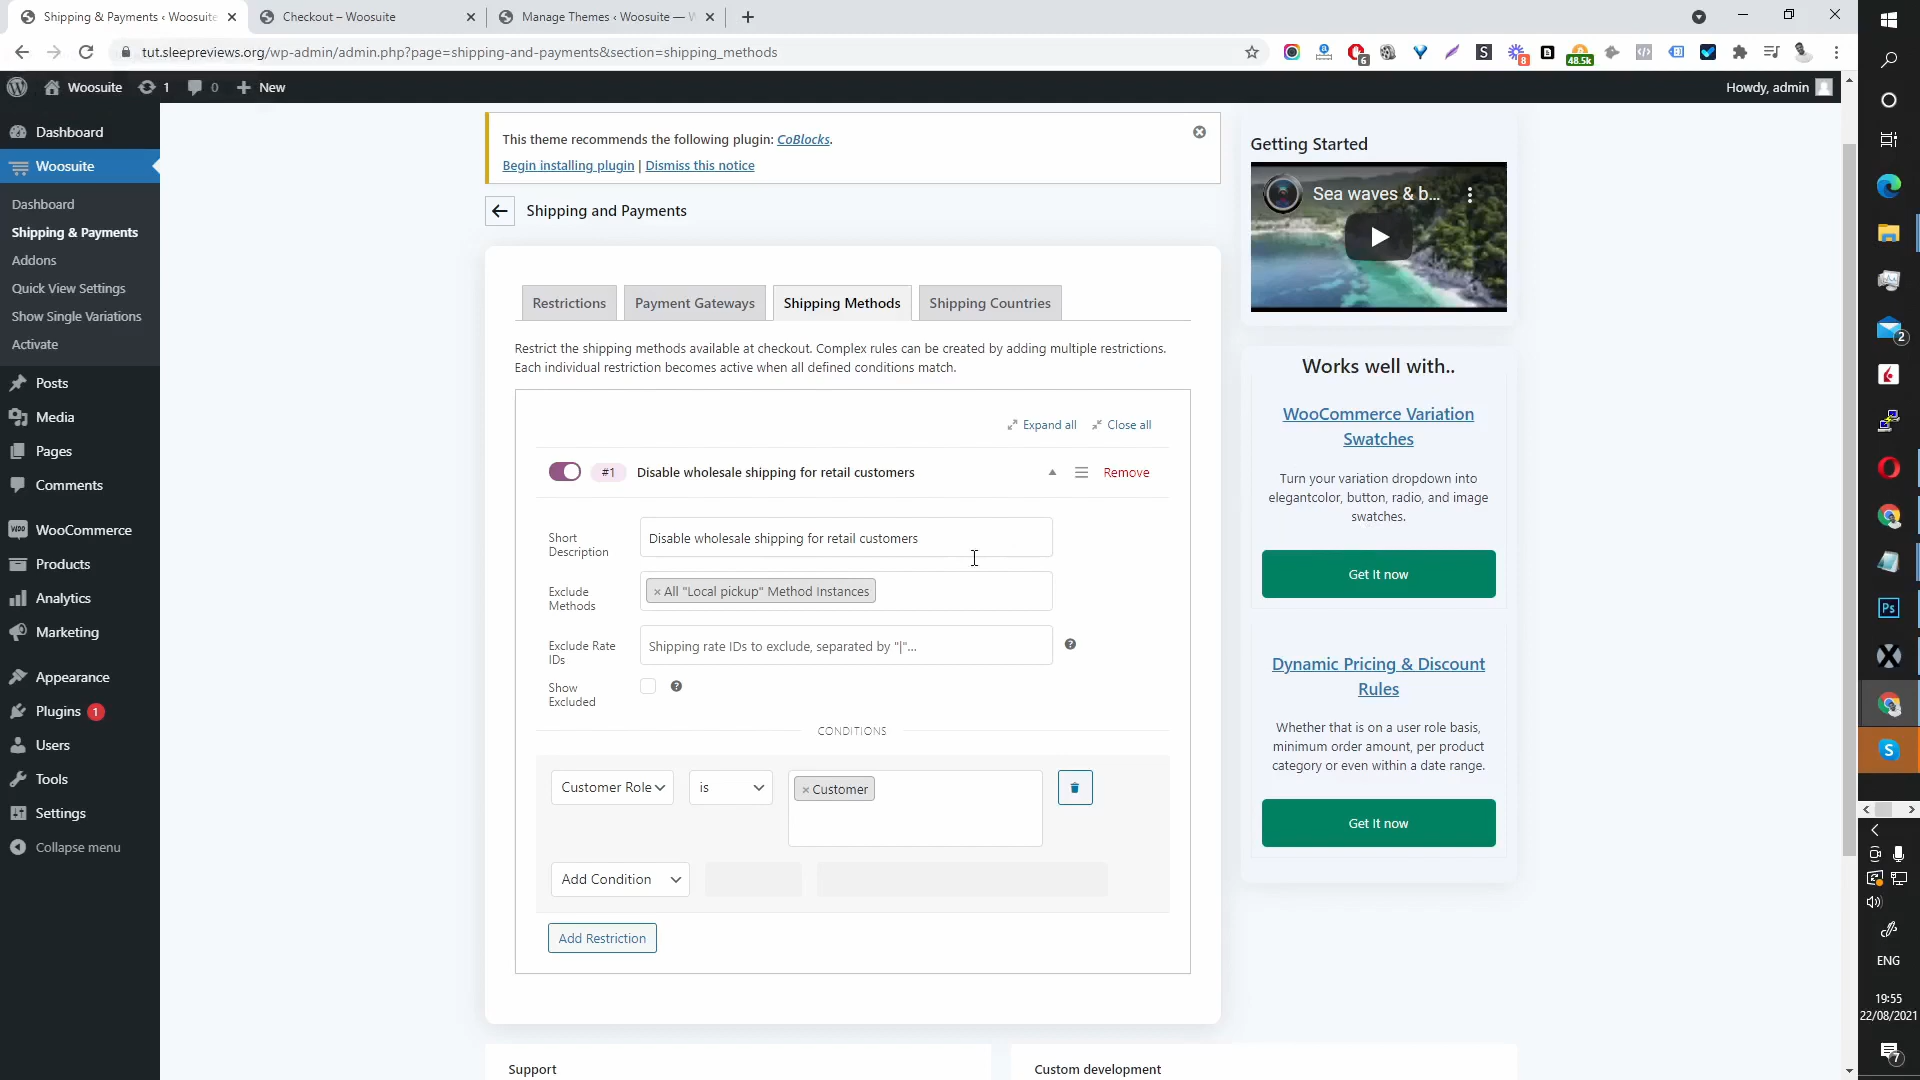 Shipping & Payments ‹ Woosuite
Checkout – Woosuite
Manage Themes ‹ Woosuite —
tut.sleepreviews.org/wp-admin/admin.php?page=shipping-and-payments&section=shipping_methods
6
8
48.5k
Woosuite
1
0
New
Howdy, admin
Dashboard
Woosuite
Dashboard
Shipping & Payments
Addons
Quick View Settings
Show Single Variations
Activate
Posts
Media
Pages
Comments
WooCommerce
Products
Analytics
Marketing
Appearance
Plugins 1
Users
Tools
Settings
Collapse menu
This theme recommends the following plugin: CoBlocks.
Begin installing plugin | Dismiss this notice
Shipping and Payments
Restrictions
Payment Gateways
Shipping Methods
Shipping Countries
Restrict the shipping methods available at checkout. Complex rules can be created by adding multiple restrictions.
Each individual restriction becomes active when all defined conditions match.
Expand all
Close all
#1
Disable wholesale shipping for retail customers
Remove
Short
Description
Disable wholesale shipping for retail customers
Exclude
Methods
× All "Local pickup" Method Instances
Exclude Rate
IDs
Shipping rate IDs to exclude, separated by "|"...
Show
Excluded
CONDITIONS
Customer Role
is
× Customer
Add Condition
Add Restriction
Support
Custom development
Getting Started
Sea waves & b...
Works well with..
WooCommerce Variation
Swatches
Turn your variation dropdown into
elegantcolor, button, radio, and image
swatches.
Get it now
Dynamic Pricing & Discount
Rules
Whether that is on a user role basis,
minimum order amount, per product
category or even within a date range.
Get it now
2
Ps
S
ENG
19:55
22/08/2021
7